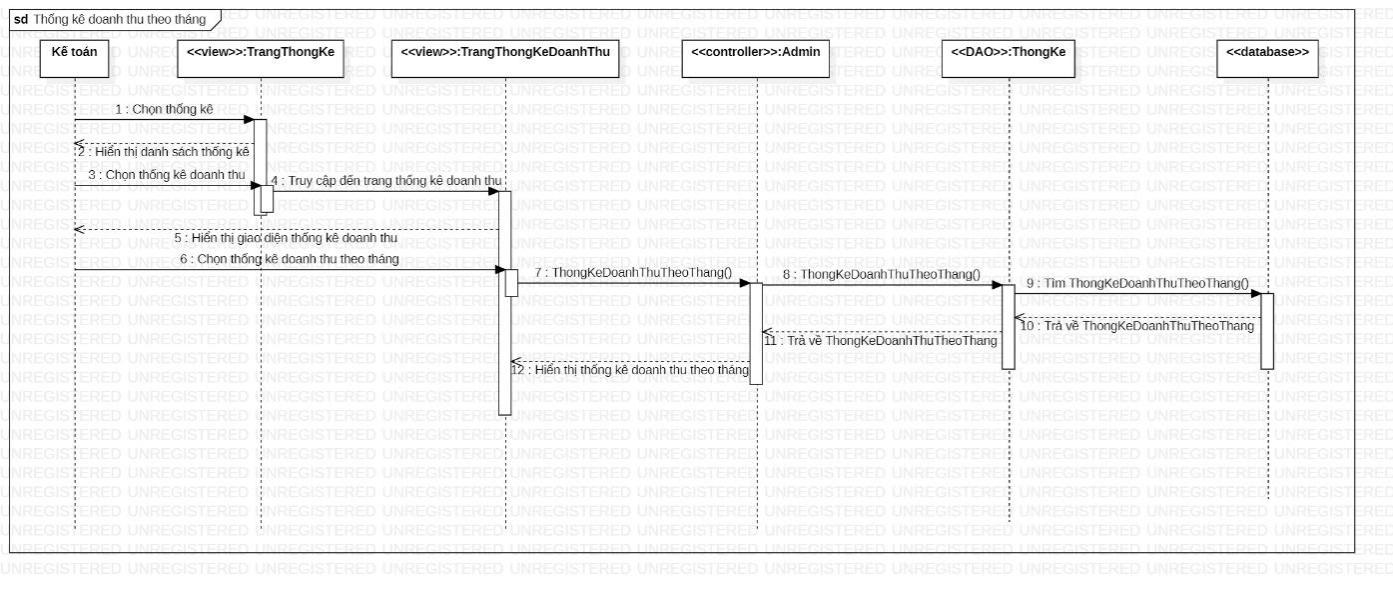 sd Thống kê doanh thu theo tháng
Kế toán
<<view>>:TrangThongKe
<<view>>:TrangThongKeDoanhThu
<<controller>>:Admin
<<DAO>>:ThongKe
<<database>>
1 : Chọn thống kê
2 : Hiển thị danh sách thống kê
3 : Chọn thống kê doanh thu
4 : Truy cập đến trang thống kê doanh thu
5 : Hiển thị giao diện thống kê doanh thu
6 : Chọn thống kê doanh thu theo tháng
7 : ThongKeDoanhThuTheoThang()
8 : ThongKeDoanhThuTheoThang()
9 : Tìm ThongKeDoanhThuTheoThang()
10 : Trả về ThongKeDoanhThuTheoThang
11 : Trả về ThongKeDoanhThuTheoThang
12 : Hiển thị thống kê doanh thu theo tháng
UNREGISTERED